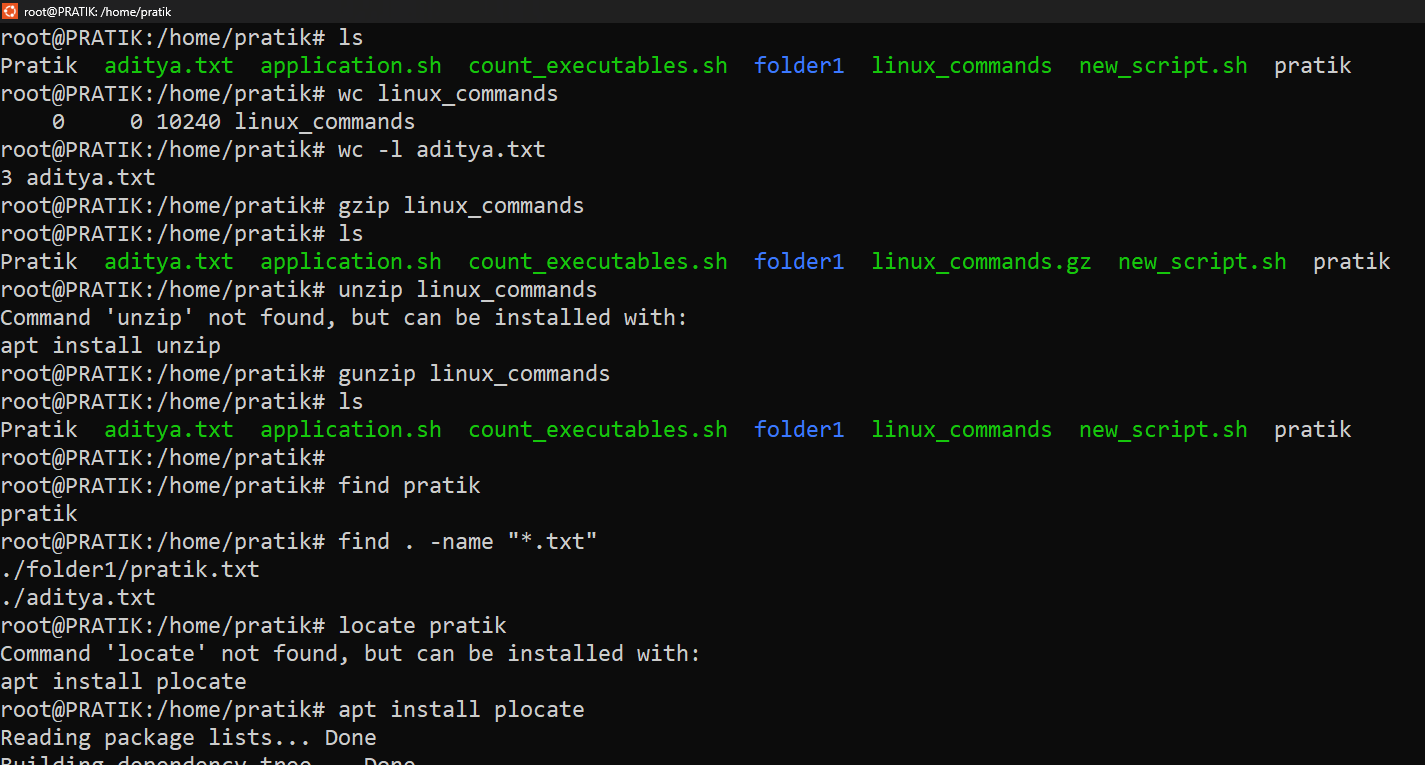 root@PRATIK: /home/pratik
root@PRATIK:/home/pratik# ls
Pratik  aditya.txt  application.sh  count_executables.sh  folder1  linux_commands  new_script.sh  pratik
root@PRATIK:/home/pratik# wc linux_commands
    0     0 10240 linux_commands
root@PRATIK:/home/pratik# wc -l aditya.txt
3 aditya.txt
root@PRATIK:/home/pratik# gzip linux_commands
root@PRATIK:/home/pratik# ls
Pratik  aditya.txt  application.sh  count_executables.sh  folder1  linux_commands.gz  new_script.sh  pratik
root@PRATIK:/home/pratik# unzip linux_commands
Command 'unzip' not found, but can be installed with:
apt install unzip
root@PRATIK:/home/pratik# gunzip linux_commands
root@PRATIK:/home/pratik# ls
Pratik  aditya.txt  application.sh  count_executables.sh  folder1  linux_commands  new_script.sh  pratik
root@PRATIK:/home/pratik#
root@PRATIK:/home/pratik# find pratik
pratik
root@PRATIK:/home/pratik# find . -name "*.txt"
./folder1/pratik.txt
./aditya.txt
root@PRATIK:/home/pratik# locate pratik
Command 'locate' not found, but can be installed with:
apt install plocate
root@PRATIK:/home/pratik# apt install plocate
Reading package lists... Done
Building dependency tree... Done